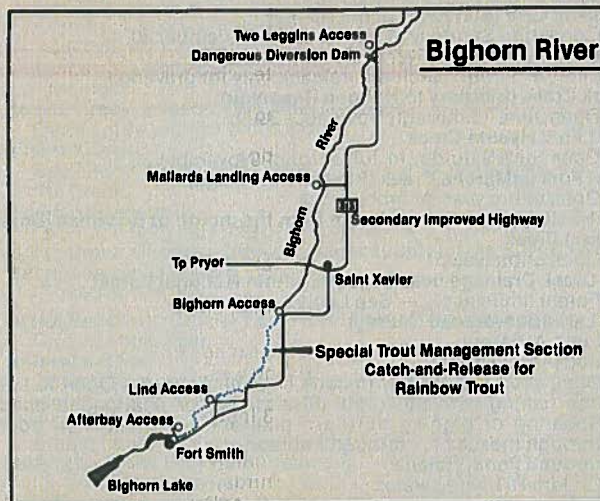 Two Leggins Access
Dangerous Diversion Dam
Bighorn River
River
Bighorn
Mallards Landing Access
313
Secondary Improved Highway
To Pryor
Saint Xavier
Bighorn Access
Special Trout Management Section
Catch-and-Release for
Rainbow Trout
Lind Access
Afterbay Access
Fort Smith
Bighorn Lake